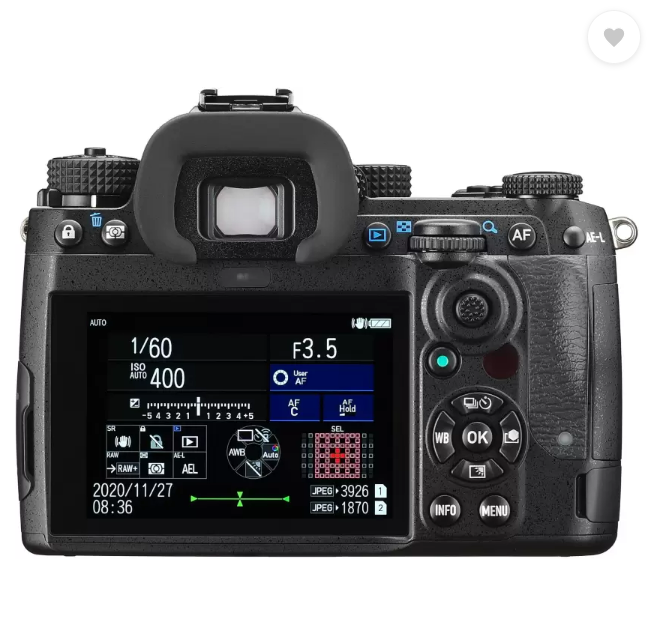 AF
AE-L
AUTO
1/60
F3.5
ISO
AUTO
400
User
AF
-5 4 3 2 1 1 2 3 4+5
AF
C
AF
Hold
SR
RAW
AE-L
RAW+
AEL
AWB
Auto
SEL
2020/11/27
08:36
JPEG 3926 1
JPEG 1870 2
WB
OK
INFO
MENU